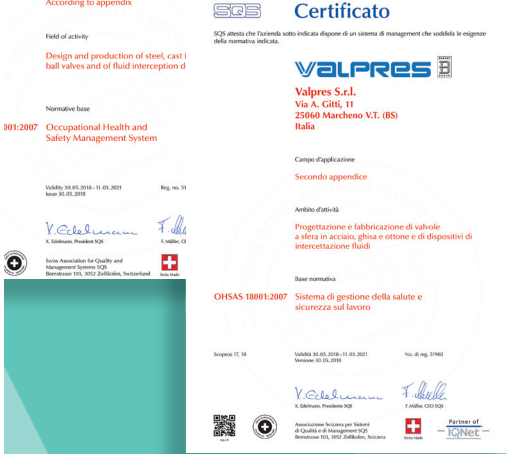 According to appendix
Field of activity
Design and production of steel, cast i
ball valves and of fluid interception d
Normative base
001:2007 Occupational Health and
Safety Management System
Validity 30.05.2018–11.03.2021
Issue 30.05.2018
Reg. no. 51
K. Edelmann, President SQS
F. Müller, CE
Swiss Association for Quality and
Management Systems SQS
Bernstrasse 103, 3052 Zollikofen, Switzerland
Swiss Made
SQS
Certificato
SQS attesta che l'azienda sotto indicata dispone di un sistema di management che soddisfa le esigenze
della normativa indicata.
VALPRES
Valpres S.r.l.
Via A. Gitti, 11
25060 Marcheno V.T. (BS)
Italia
Campo d'applicazione
Secondo appendice
Ambito d'attività
Progettazione e fabbricazione di valvole
a sfera in acciaio, ghisa e ottone e di dispositivi di
intercettazione fluidi
Base normativa
OHSAS 18001:2007 Sistema di gestione della salute e
sicurezza sul lavoro
Scopo(s) 17, 18
Validità 30.05.2018–11.03.2021
Versione 30.05.2018
No. di reg. 51983
K. Edelmann, Presidente SQS
F. Müller, CEO SQS
Associazione Svizzera per Sistemi
di Qualità e di Management SQS
Bernstrasse 103, 3052 Zollikofen, Svizzera
Swiss Made
Partner of
IQNet